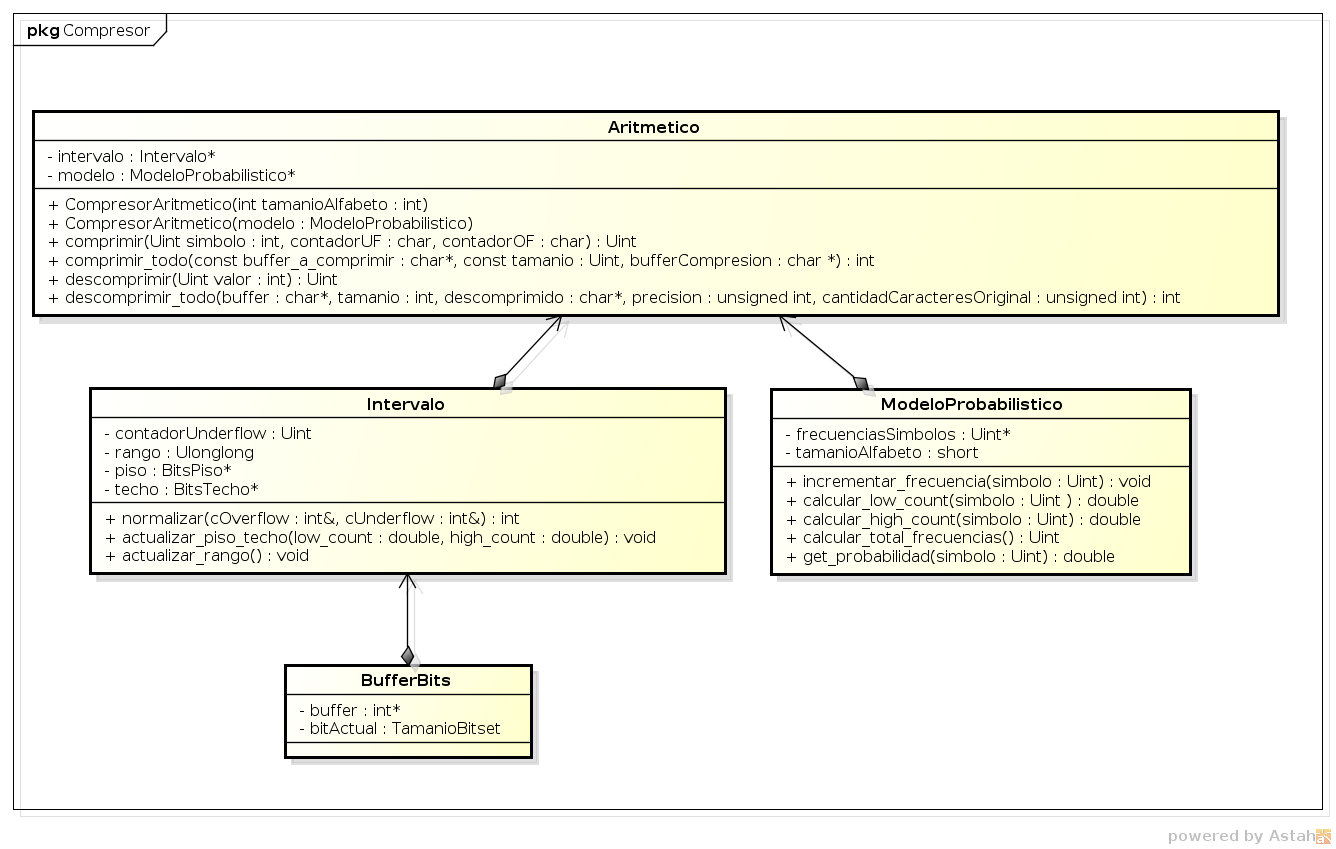 pkg Compresor
Aritmetico
- intervalo : Intervalo*
- modelo : ModeloProbabilistico*
+ CompresorAritmetico(int tamanioAlfabeto : int)
+ CompresorAritmetico(modelo : ModeloProbabilistico)
+ comprimir(Uint simbolo : int, contadorUF : char, contadorOF : char) : Uint
+ comprimir_todo(const buffer_a_comprimir : char*, const tamanio : Uint, bufferCompresion : char *) : int
+ descomprimir(Uint valor : int) : Uint
+ descomprimir_todo(buffer : char*, tamanio : int, descomprimido : char*, precision : unsigned int, cantidadCaracteresOriginal : unsigned int) : int
Intervalo
- contadorUnderflow : Uint
- rango : Ulonglong
- piso : BitsPiso*
- techo : BitsTecho*
+ normalizar(cOverflow : int&, cUnderflow : int&) : int
+ actualizar_piso_techo(low_count : double, high_count : double) : void
+ actualizar_rango() : void
ModeloProbabilistico
- frecuenciasSimbolos : Uint*
- tamanioAlfabeto : short
+ incrementar_frecuencia(simbolo : Uint) : void
+ calcular_low_count(simbolo : Uint ) : double
+ calcular_high_count(simbolo : Uint) : double
+ calcular_total_frecuencias() : Uint
+ get_probabilidad(simbolo : Uint) : double
BufferBits
- buffer : int*
- bitActual : TamanioBitset
powered by Astah